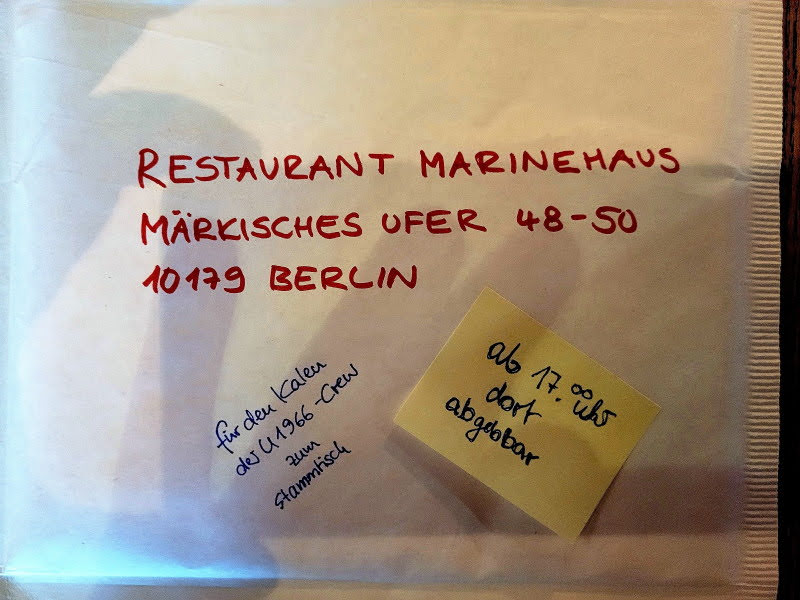 RESTAURANT MARINEHAUS
MÄRKISCHES UFER 48-50
10179 BERLIN
für den Kaleu
der U1966-Crew
zum
Stammtisch
ab 17.00 Uhr
dort
abgebbar